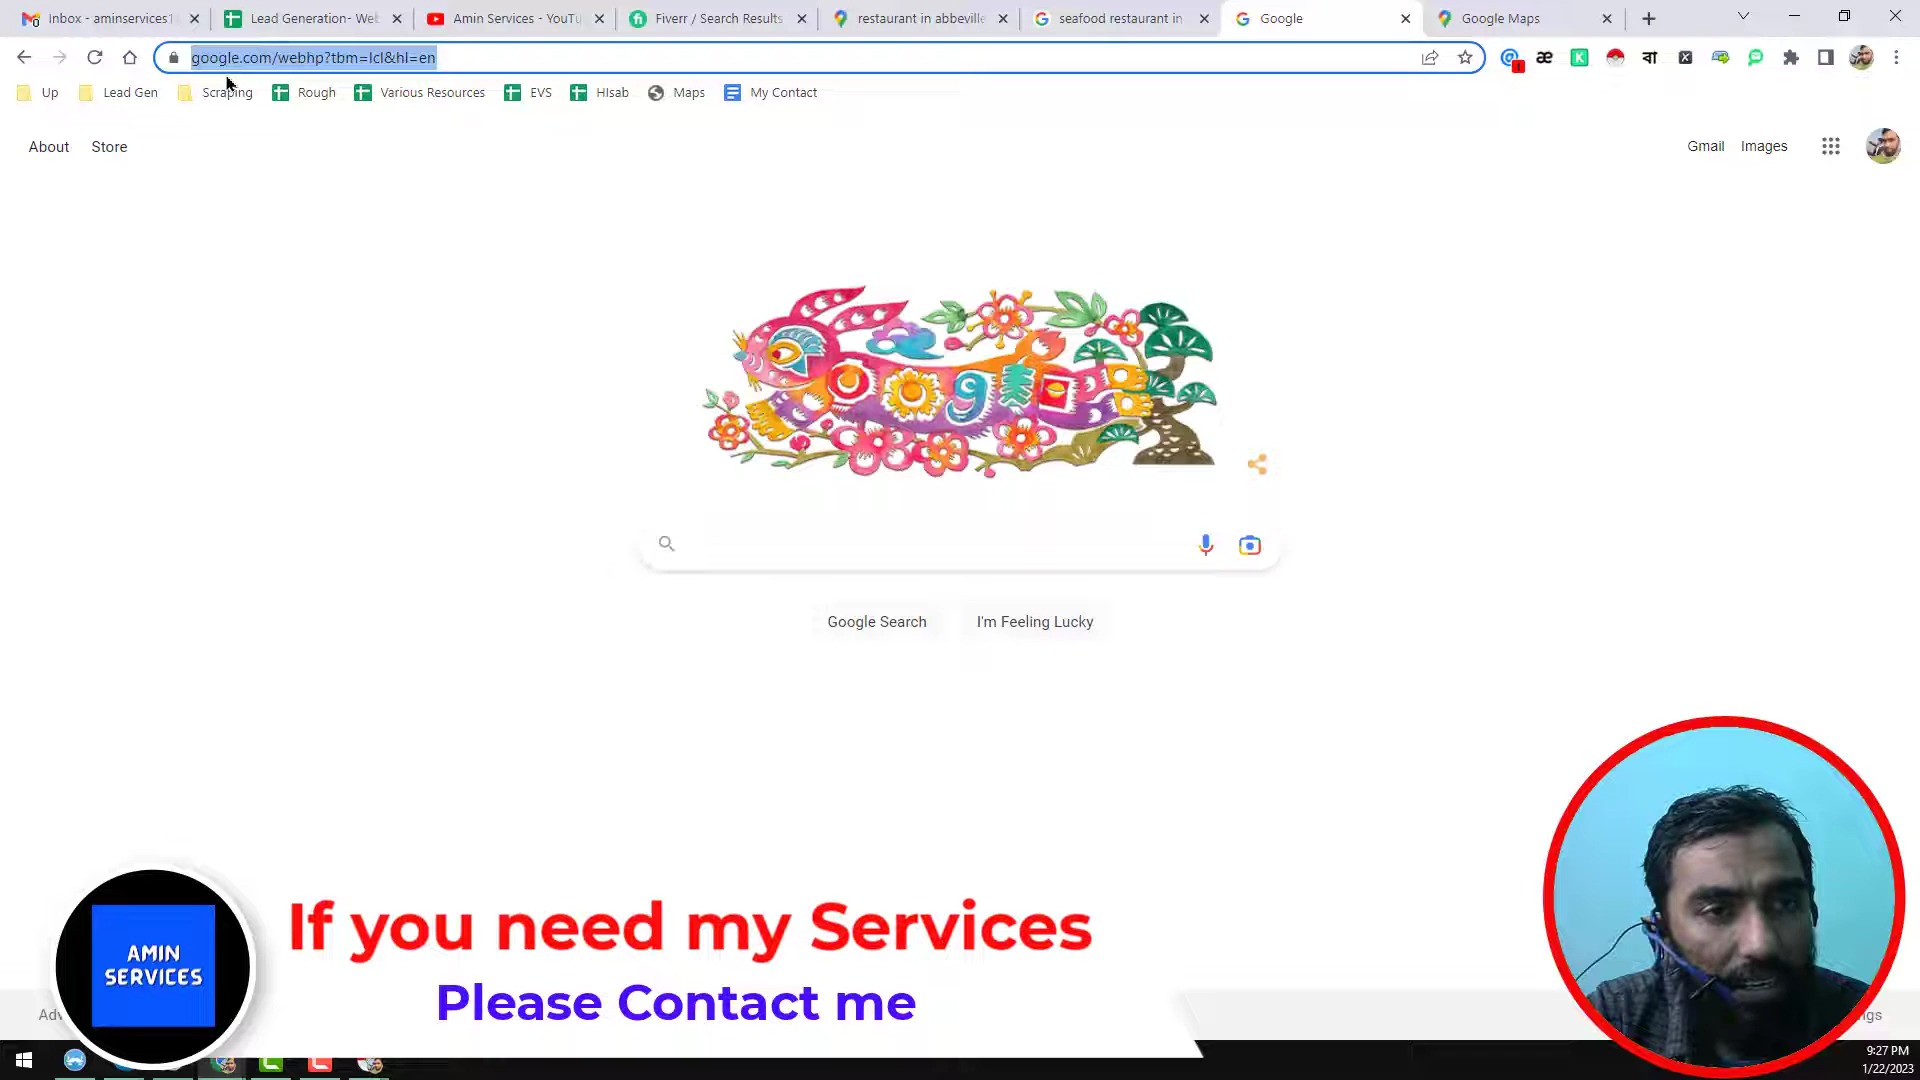 Inbox - aminservices1
Lead Generation- Web
Amin Services - YouTu
Fiverr / Search Results
restaurant in abbeville
seafood restaurant in
Google
Google Maps
google.com/webhp?tbm=lcl&hl=en
Up
Lead Gen
Scraping
Rough
Various Resources
EVS
HIsab
Maps
My Contact
About
Store
Gmail
Images
Google Search
I'm Feeling Lucky
AMIN
SERVICES
If you need my Services
Please Contact me
9:27 PM
1/22/2023